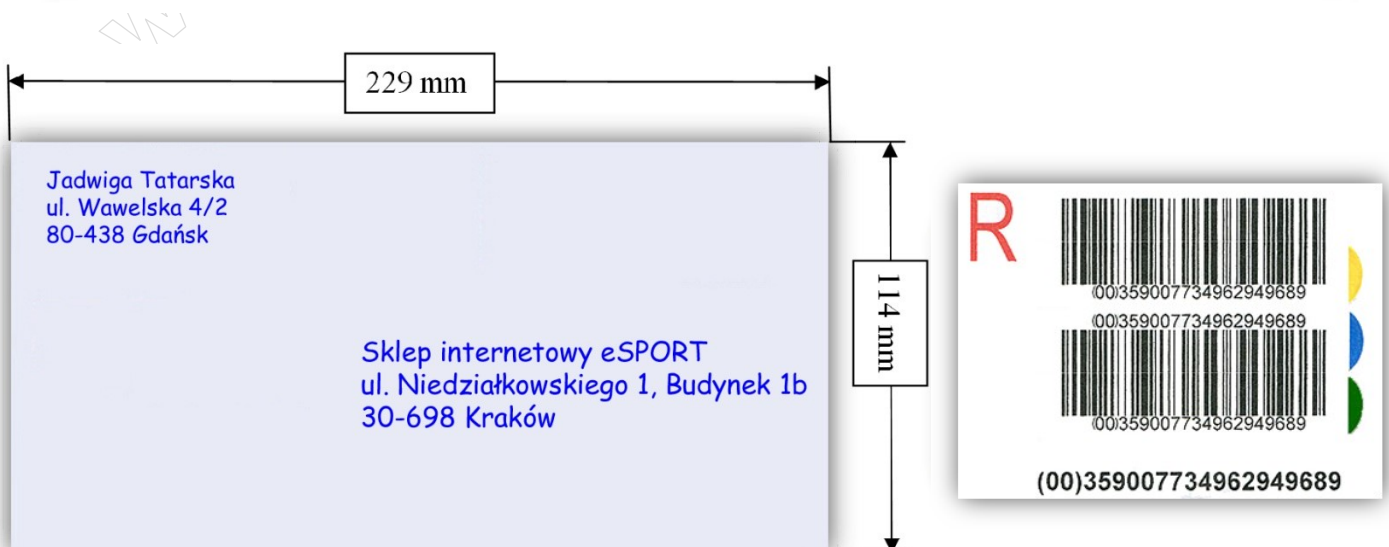 229 mm
Jadwiga Tatarska
ul. Wawelska 4/2
80-438 Gdańsk
Sklep internetowy eSPORT
ul. Niedziałkowskiego 1, Budynek 1b
30-698 Kraków
114 mm
R
(00)359007734962949689
(00)359007734962949689
(00)359007734962949689
(00)359007734962949689